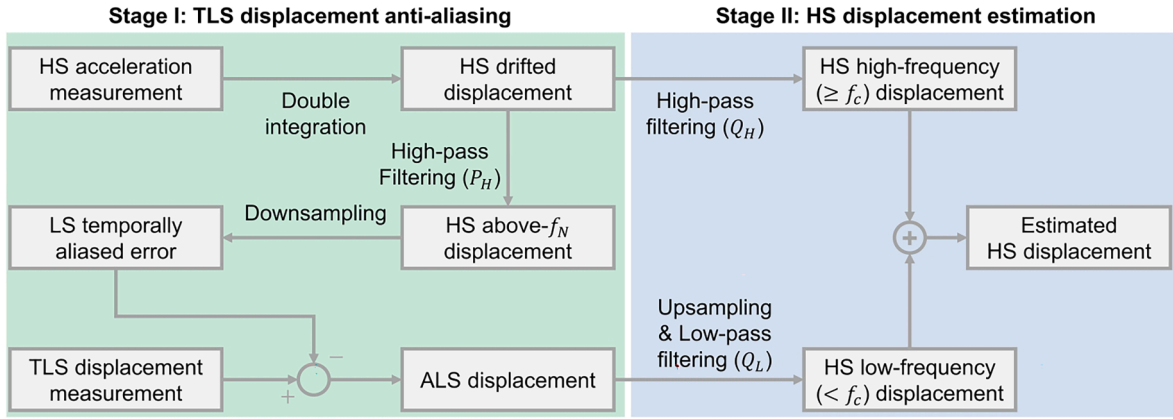 Stage I: TLS displacement anti-aliasing
Stage II: HS displacement estimation
HS acceleration
measurement
Double
integration
HS drifted
displacement
High-pass
filtering (Q_H)
HS high-frequency
(≥ f_c) displacement
High-pass
Filtering (P_H)
LS temporally
aliased error
Downsampling
HS above-f_N
displacement
+
Estimated
HS displacement
TLS displacement
measurement
−
+
ALS displacement
Upsampling
& Low-pass
filtering (Q_L)
HS low-frequency
(< f_c) displacement